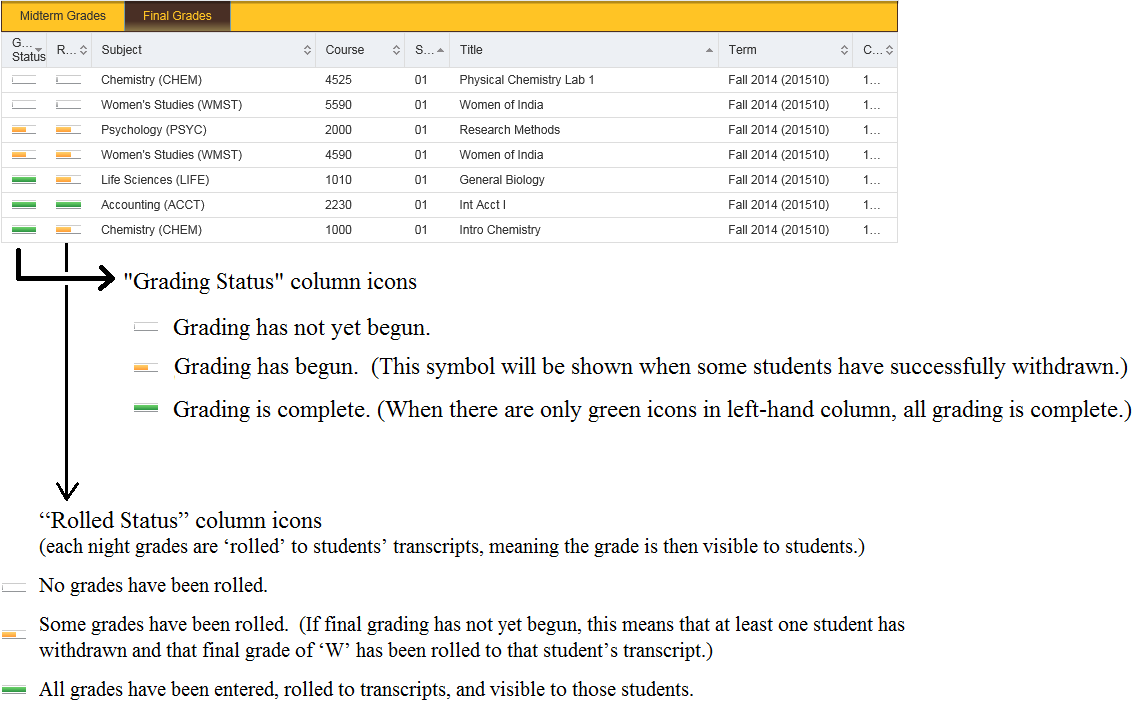 Midterm Grades Final Grades
G... Status R... Subject Course S... Title Term C...
Chemistry (CHEM) 4525 01 Physical Chemistry Lab 1 Fall 2014 (201510) 1...
Women's Studies (WMST) 5590 01 Women of India Fall 2014 (201510) 1...
Psychology (PSYC) 2000 01 Research Methods Fall 2014 (201510) 1...
Women's Studies (WMST) 4590 01 Women of India Fall 2014 (201510) 1...
Life Sciences (LIFE) 1010 01 General Biology Fall 2014 (201510) 1...
Accounting (ACCT) 2230 01 Int Acct I Fall 2014 (201510) 1...
Chemistry (CHEM) 1000 01 Intro Chemistry Fall 2014 (201510) 1...
"Grading Status" column icons
Grading has not yet begun.
Grading has begun.  (This symbol will be shown when some students have successfully withdrawn.)
Grading is complete. (When there are only green icons in left-hand column, all grading is complete.)
“Rolled Status” column icons
(each night grades are ‘rolled’ to students’ transcripts, meaning the grade is then visible to students.)
No grades have been rolled.
Some grades have been rolled.  (If final grading has not yet begun, this means that at least one student has
withdrawn and that final grade of ‘W’ has been rolled to that student’s transcript.)
All grades have been entered, rolled to transcripts, and visible to those students.